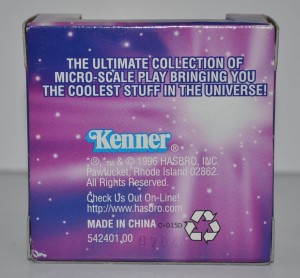 THE ULTIMATE COLLECTION OF
MICRO-SCALE PLAY BRINGING YOU
THE COOLEST STUFF IN THE UNIVERSE!
Kenner
®
"®," & © 1996 HASBRO, INC
Pawtucket, Rhode Island 02862.
All Rights Reserved.
Check Us Out On-Line!
http://www.hasbro.com
MADE IN CHINA
542401.00